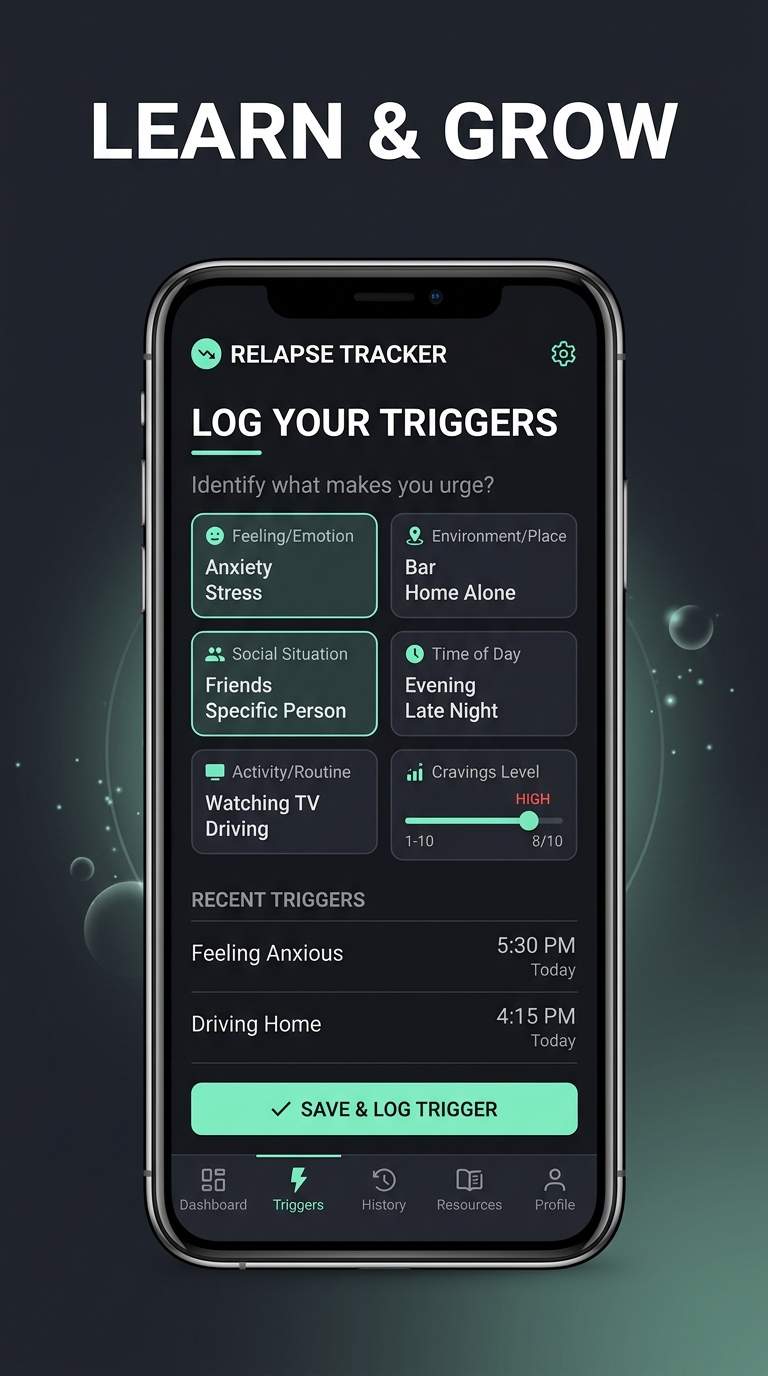 LEARN & GROW
RELAPSE TRACKER
LOG YOUR TRIGGERS
Identify what makes you urge?
Feeling/Emotion
Anxiety
Stress
Environment/Place
Bar
Home Alone
Social Situation
Friends
Specific Person
Time of Day
Evening
Late Night
Activity/Routine
Watching TV
Driving
Cravings Level
HIGH
1-10 8/10
RECENT TRIGGERS
Feeling Anxious 5:30 PM
Today
Driving Home 4:15 PM
Today
SAVE & LOG TRIGGER
Dashboard Triggers History Resources Profile